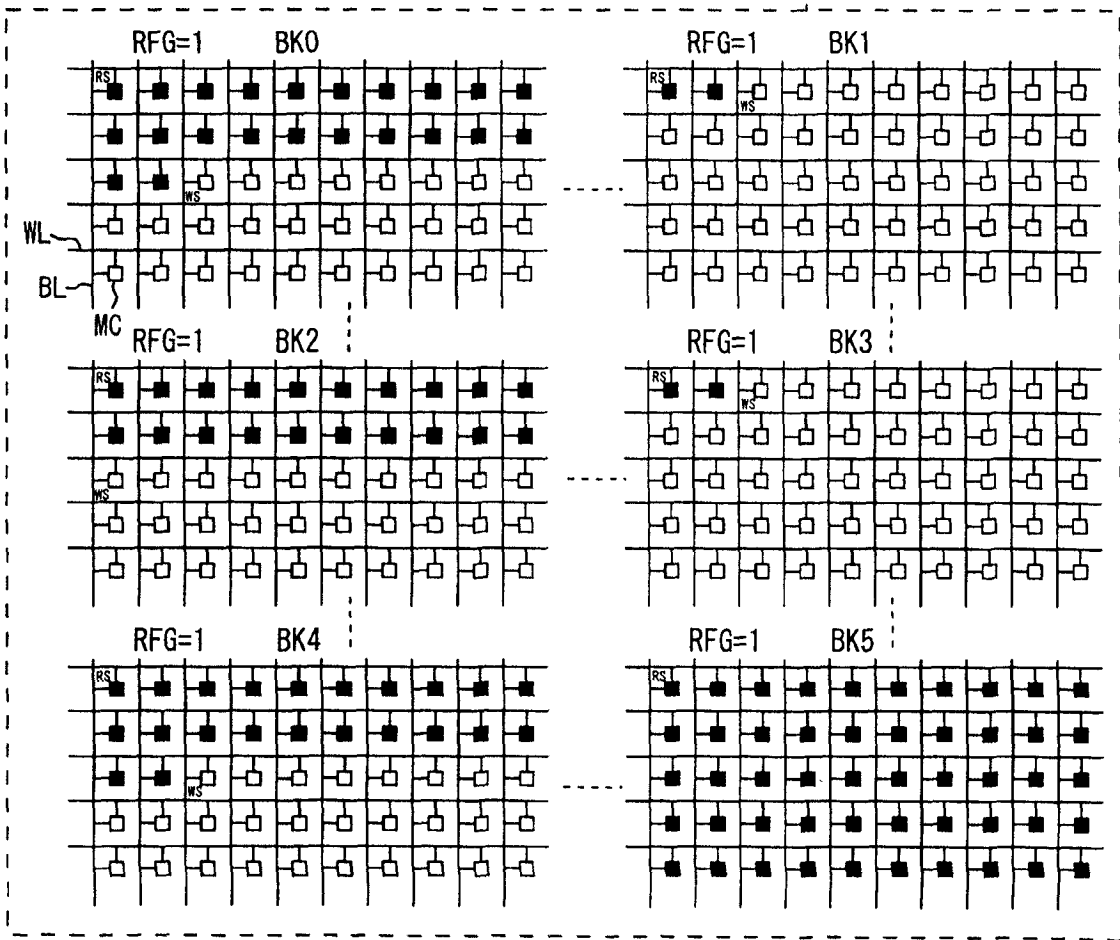 RFG=1 BK0
RS
WS
WL
BL
MC
RFG=1 BK1
RS
WS
RFG=1 BK2
RS
WS
RFG=1 BK3
RS
WS
RFG=1 BK4
RS
WS
RFG=1 BK5
RS